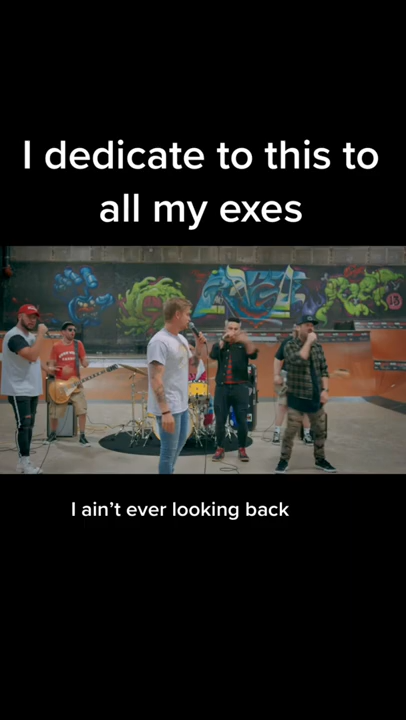 I dedicate to this to
all my exes
I ain't ever looking back